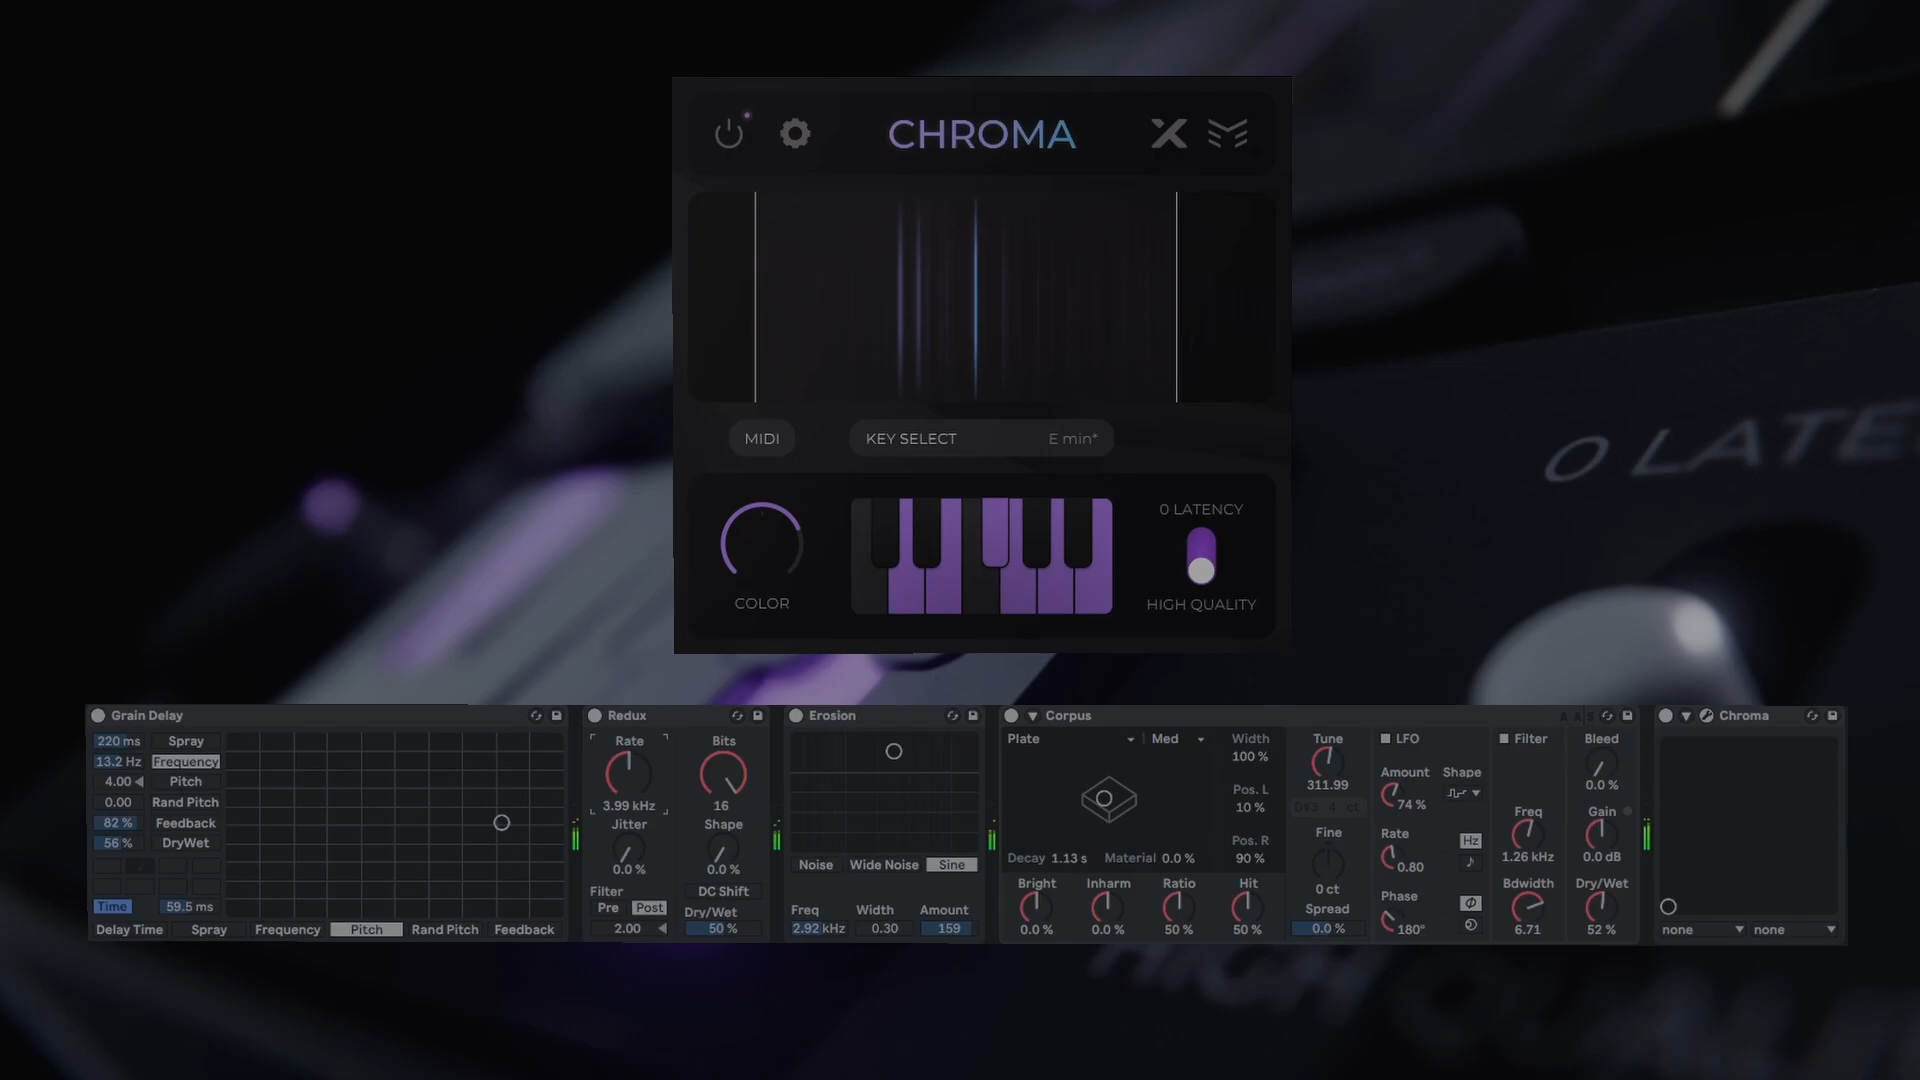 CHROMA
MIDI
KEY SELECT E min*
0 LATENCY
COLOR
HIGH QUALITY
0 LATE
Grain Delay
220 ms Spray
13.2 Hz Frequency
4.00 Pitch
0.00 Rand Pitch
82 % Feedback
56 % DryWet
Time 59.5 ms
Delay Time Spray Frequency Pitch Rand Pitch Feedback
Redux
Rate Bits
3.99 kHz 16
Jitter Shape
0.0 % 0.0 %
Filter DC Shift
Pre Post Dry/Wet
2.00 50 %
Erosion
Noise Wide Noise Sine
Freq Width Amount
2.92 kHz 0.30 159
Corpus
Plate Med
Width
100 %
Pos. L
10 %
Pos. R
90 %
Decay 1.13 s Material 0.0 %
Bright Inharm Ratio Hit
0.0 % 0.0 % 50 % 50 %
Tune
311.99
D#3 4 ct
Fine
0 ct
Spread
0.0 %
LFO
Amount Shape
74 %
Rate Hz
0.80
Phase
180°
Filter
Freq
1.26 kHz
Bdwidth
6.71
Bleed
0.0 %
Gain
0.0 dB
Dry/Wet
52 %
Chroma
none none
HIGH QUALI